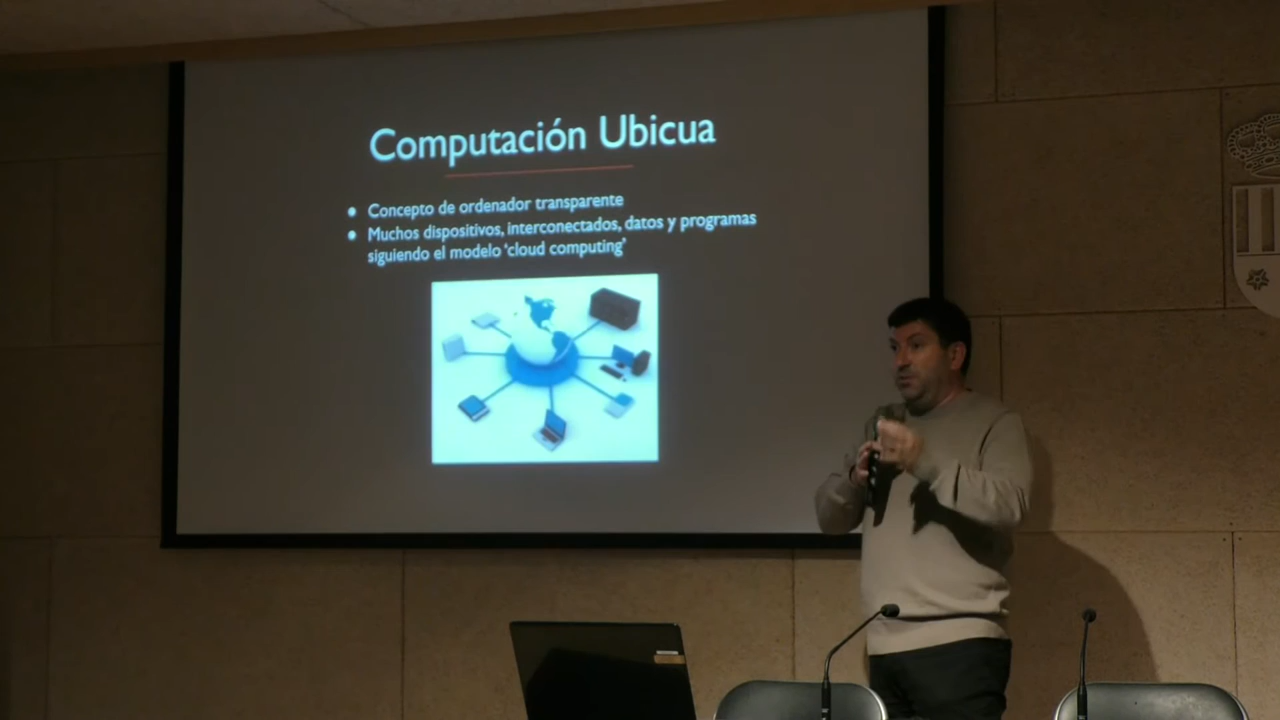 Computación Ubicua
• Concepto de ordenador transparente
• Muchos dispositivos, interconectados, datos y programas
siguiendo el modelo ‘cloud computing’